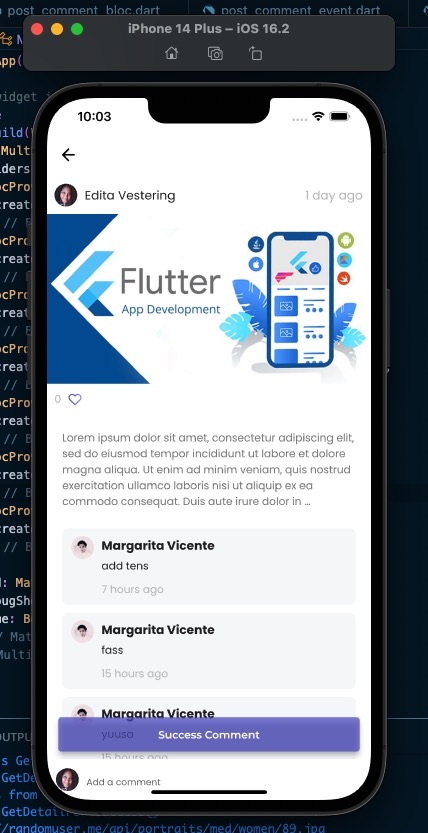 post_comment_bloc.dart
post_comment_event.dart
iPhone 14 Plus – iOS 16.2
10:03
Edita Vestering
1 day ago
Flutter
App Development
0
Lorem ipsum dolor sit amet, consectetur adipiscing elit,
sed do eiusmod tempor incididunt ut labore et dolore
magna aliqua. Ut enim ad minim veniam, quis nostrud
exercitation ullamco laboris nisi ut aliquip ex ea
commodo consequat. Duis aute irure dolor in ...
Margarita Vicente
add tens
7 hours ago
Margarita Vicente
fass
15 hours ago
Margarita Vicente
yuusa
Success Comment
15 hours ago
Add a comment
//randomuser.me/api/portraits/med/women/89.jpg